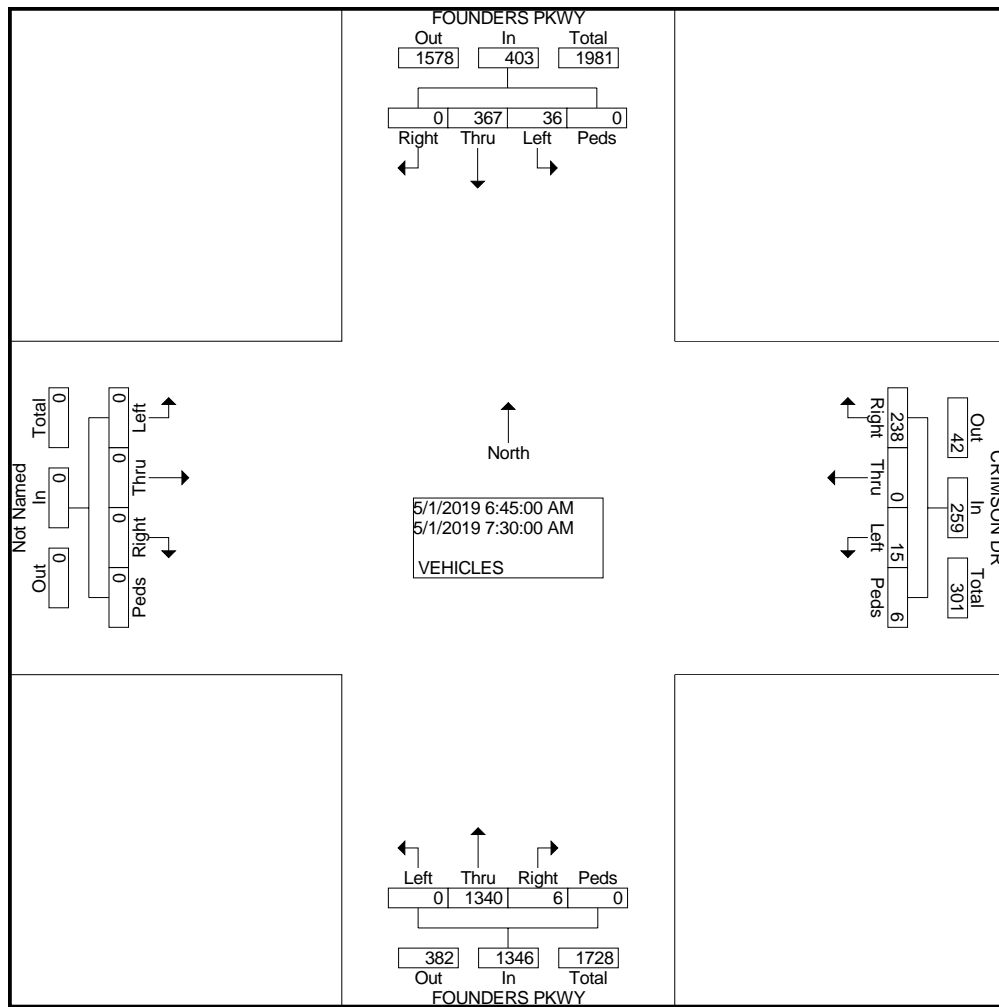 FOUNDERS PKWY
Out In Total
1578 403 1981
0 367 36 0
Right Thru Left Peds
Not Named
Total In Out
0 0 0
0 0 0 0
Left Thru Right Peds
North
5/1/2019 6:45:00 AM
5/1/2019 7:30:00 AM
VEHICLES
CRIMSON DR
Out In Total
42 259 301
238 0 15 6
Right Thru Left Peds
Left Thru Right Peds
0 1340 6 0
382 1346 1728
Out In Total
FOUNDERS PKWY